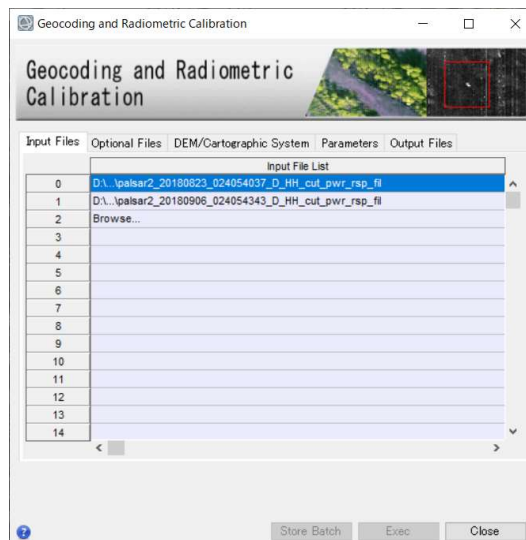 Geocoding and Radiometric Calibration
Geocoding and Radiometric
Calibration
Input Files Optional Files DEM/Cartographic System Parameters Output Files
Input File List
0 D:\...\palsar2_20180823_024054037_D_HH_cut_pwr_rsp_fil
1 D:\...\palsar2_20180906_024054343_D_HH_cut_pwr_rsp_fil
2 Browse...
3
4
5
6
7
8
9
10
11
12
13
14
? Store Batch Exec Close